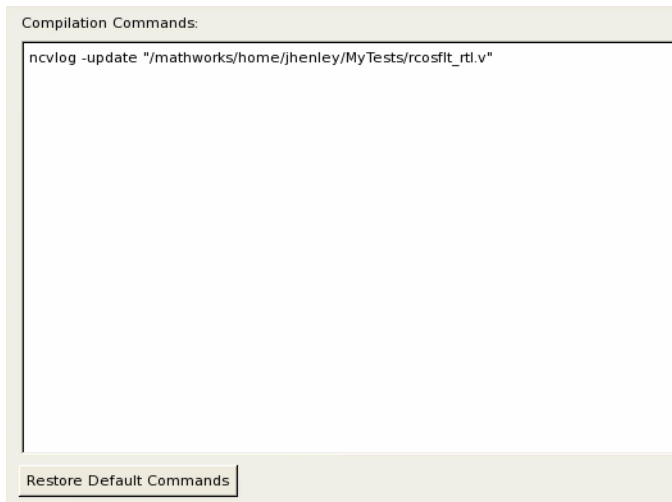 Compilation Commands:
ncvlog -update "/mathworks/home/jhenley/MyTests/rcosflt_rtl.v"
Restore Default Commands